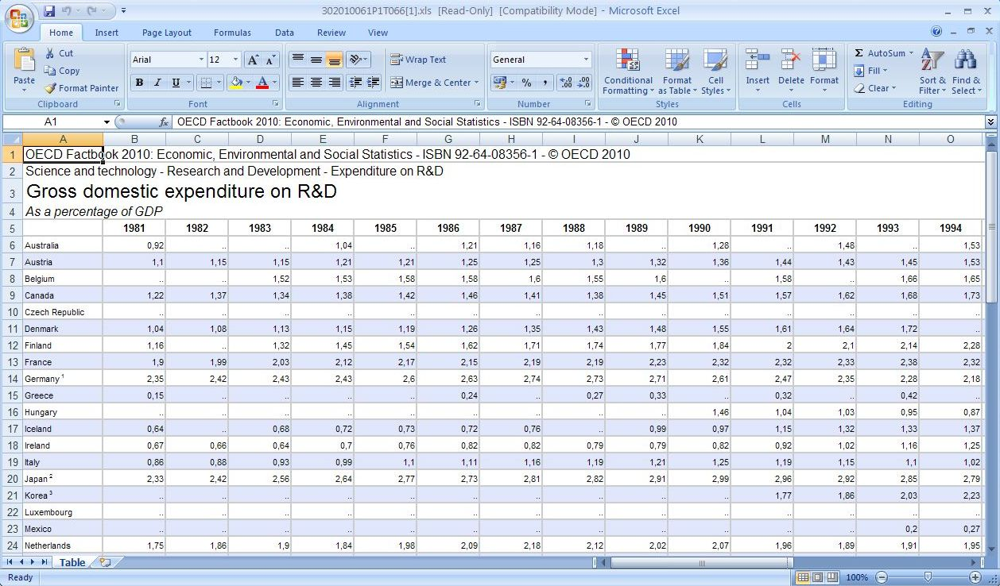 302010061P1T066[1].xls [Read-Only] [Compatibility Mode] - Microsoft Excel
Home Insert Page Layout Formulas Data Review View
Cut Arial 12 A A Wrap Text General Σ AutoSum
Paste Copy Conditional Formatting Format as Table Cell Styles Insert Delete Format Fill Sort & Filter Find & Select
Format Painter B I U A Merge & Center % , Clear
Clipboard Font Alignment Number Styles Cells Editing
A1 fx OECD Factbook 2010: Economic, Environmental and Social Statistics - ISBN 92-64-08356-1 - © OECD 2010
A B C D E F G H I J K L M N O
1 OECD Factbook 2010: Economic, Environmental and Social Statistics - ISBN 92-64-08356-1 - © OECD 2010
2 Science and technology - Research and Development - Expenditure on R&D
3 Gross domestic expenditure on R&D
4 As a percentage of GDP
5 1981 1982 1983 1984 1985 1986 1987 1988 1989 1990 1991 1992 1993 1994
6 Australia 0,92 .. .. 1,04 .. 1,21 1,16 1,18 .. 1,28 .. 1,48 .. 1,53
7 Austria 1,1 1,15 1,15 1,21 1,21 1,25 1,25 1,3 1,32 1,36 1,44 1,43 1,45 1,53
8 Belgium .. .. 1,52 1,53 1,58 1,58 1,6 1,55 1,6 .. 1,58 .. 1,66 1,65
9 Canada 1,22 1,37 1,34 1,38 1,42 1,46 1,41 1,38 1,45 1,51 1,57 1,62 1,68 1,73
10 Czech Republic .. .. .. .. .. .. .. .. .. .. .. .. .. ..
11 Denmark 1,04 1,08 1,13 1,15 1,19 1,26 1,35 1,43 1,48 1,55 1,61 1,64 1,72 ..
12 Finland 1,16 .. 1,32 1,45 1,54 1,62 1,71 1,74 1,77 1,84 2 2,1 2,14 2,28
13 France 1,9 1,99 2,03 2,12 2,17 2,15 2,19 2,19 2,23 2,32 2,32 2,33 2,38 2,32
14 Germany 1 2,35 2,42 2,43 2,43 2,6 2,63 2,74 2,73 2,71 2,61 2,47 2,35 2,28 2,18
15 Greece 0,15 .. .. .. .. 0,24 .. 0,27 0,33 .. 0,32 .. 0,42 ..
16 Hungary .. .. .. .. .. .. .. .. .. 1,46 1,04 1,03 0,95 0,87
17 Iceland 0,64 .. 0,68 0,72 0,73 0,72 0,76 .. 0,99 0,97 1,15 1,32 1,33 1,37
18 Ireland 0,67 0,66 0,64 0,7 0,76 0,82 0,82 0,79 0,79 0,82 0,92 1,02 1,16 1,25
19 Italy 0,86 0,88 0,93 0,99 1,1 1,11 1,16 1,19 1,21 1,25 1,19 1,15 1,1 1,02
20 Japan 2 2,33 2,42 2,56 2,64 2,77 2,73 2,81 2,82 2,91 2,99 2,96 2,92 2,85 2,79
21 Korea 3 .. .. .. .. .. .. .. .. .. .. 1,77 1,86 2,03 2,23
22 Luxembourg .. .. .. .. .. .. .. .. .. .. .. .. .. ..
23 Mexico .. .. .. .. .. .. .. .. .. .. .. .. 0,2 0,27
24 Netherlands 1,75 1,86 1,9 1,84 1,98 2,09 2,18 2,12 2,02 2,07 1,96 1,89 1,91 1,95
Table
Ready 100%